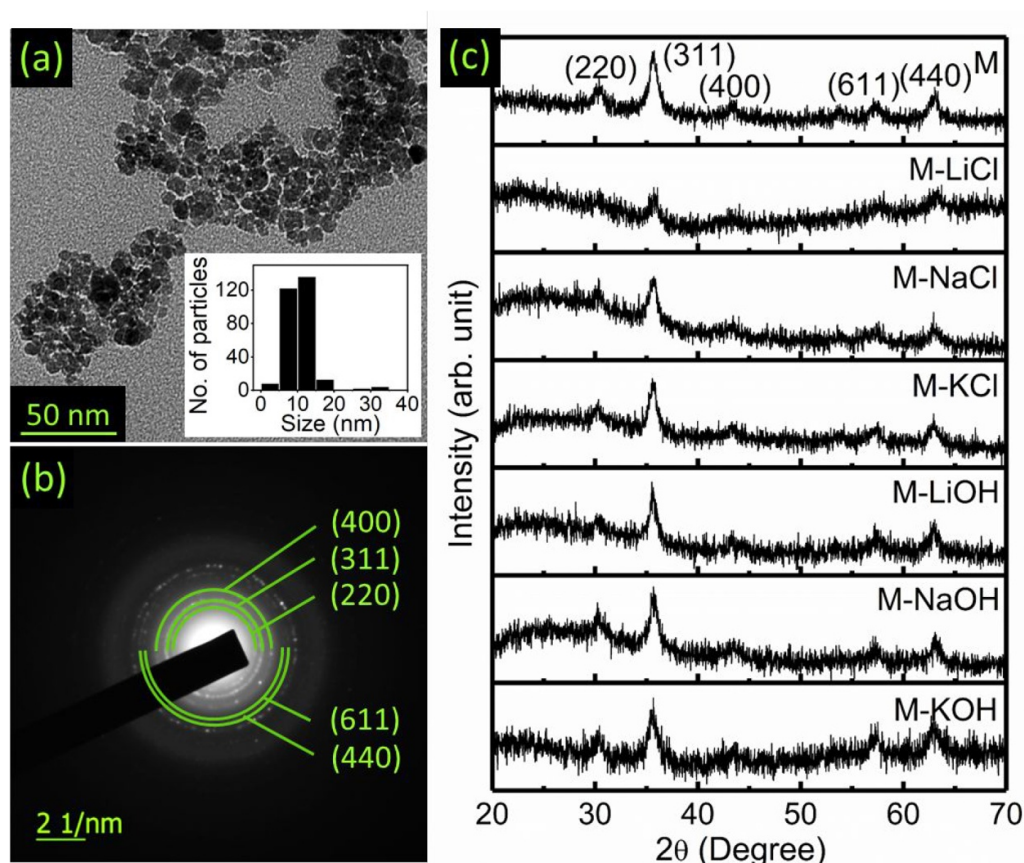 (a)
No. of particles
120
80
40
0
0 10 20 30 40
Size (nm)
50 nm
(b)
(400)
(311)
(220)
(611)
(440)
2 1/nm
(c)
Intensity (arb. unit)
(220) (311) (400) (611) (440) M
M-LiCl
M-NaCl
M-KCl
M-LiOH
M-NaOH
M-KOH
20 30 40 50 60 70
2θ (Degree)